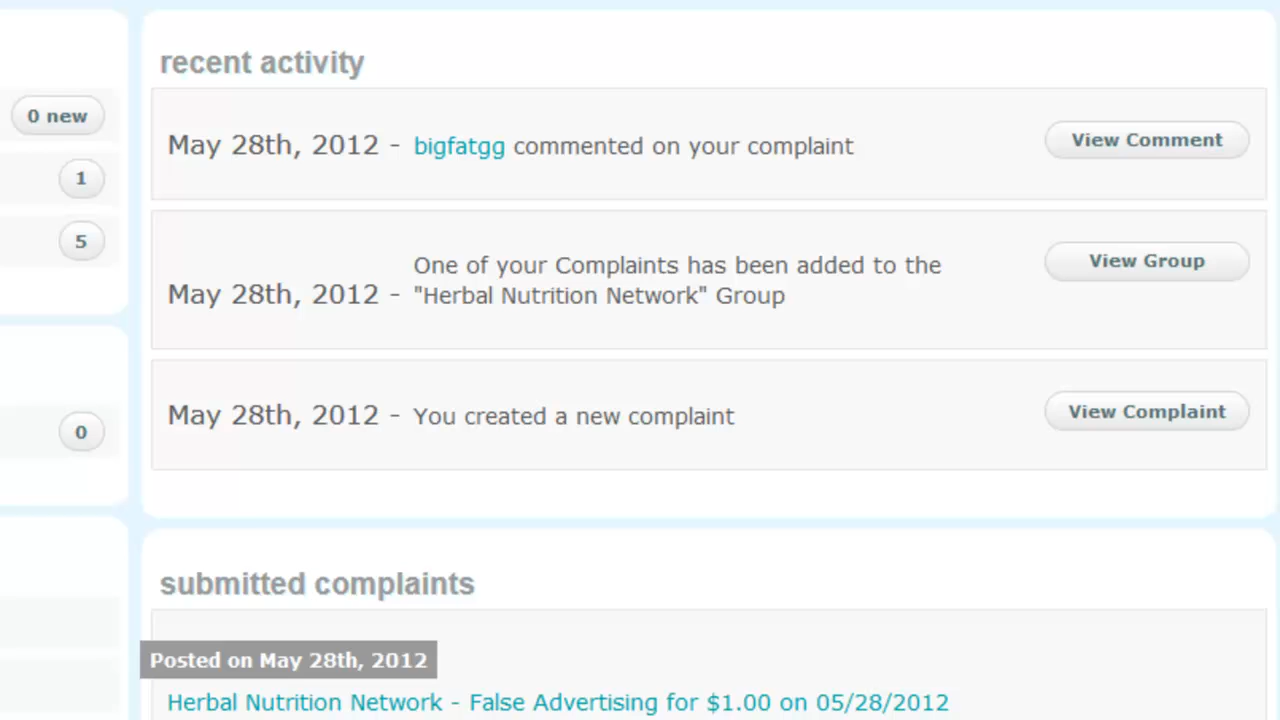 recent activity
0 new
May 28th, 2012 - bigfatgg commented on your complaint
View Comment
1
5
One of your Complaints has been added to the
May 28th, 2012 - "Herbal Nutrition Network" Group
View Group
May 28th, 2012 - You created a new complaint
View Complaint
0
submitted complaints
Posted on May 28th, 2012
Herbal Nutrition Network - False Advertising for $1.00 on 05/28/2012